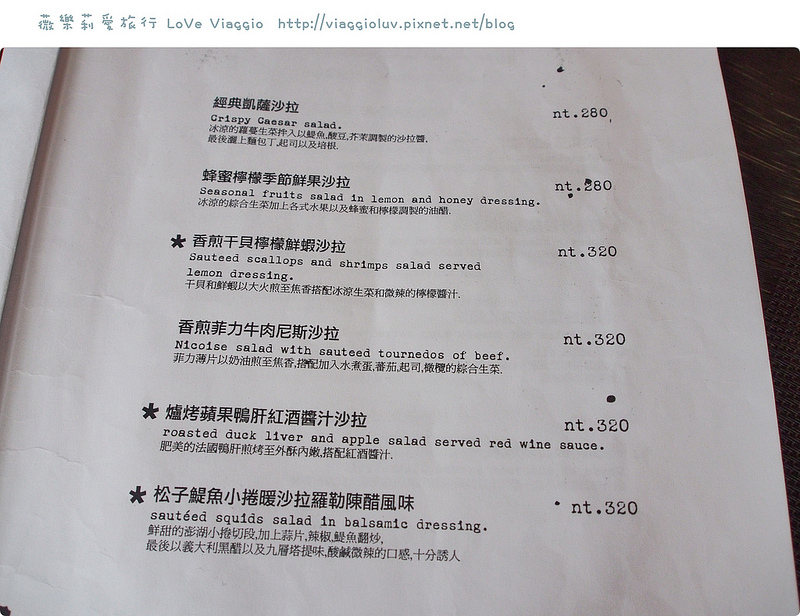 薇樂莉愛旅行 LoVe Viaggio http://viaggioluv.pixnet.net/blog
經典凱薩沙拉 nt.280
Crispy Caesar salad.
冰涼的蘿蔓生菜拌入以鯷魚,酸豆,芥茉調製的沙拉醬.
最後灑上麵包丁,起司以及培根.
蜂蜜檸檬季節鮮果沙拉 nt.280
Seasonal fruits salad in lemon and honey dressing.
冰涼的綜合生菜加上各式水果以及蜂蜜和檸檬調製的油醋.
* 香煎干貝檸檬鮮蝦沙拉 nt.320
Sauteed scallops and shrimps salad served
lemon dressing.
干貝和鮮蝦以大火煎至焦香搭配冰涼生菜和微辣的檸檬醬汁.
香煎菲力牛肉尼斯沙拉 nt.320
Nicoise salad with sauteed tournedos of beef.
菲力薄片以奶油煎至焦香,搭配加入水煮蛋,蕃茄,起司,橄欖的綜合生菜.
* 爐烤蘋果鴨肝紅酒醬汁沙拉 nt.320
roasted duck liver and apple salad served red wine sauce.
肥美的法國鴨肝煎烤至外酥內嫩,搭配紅酒醬汁.
* 松子鯷魚小捲暖沙拉羅勒陳醋風味 nt.320
sautéed squids salad in balsamic dressing.
鮮甜的澎湖小捲切段,加上蒜片,辣椒,鯷魚翻炒,
最後以義大利黑醋以及九層塔提味,酸鹹微辣的口感,十分誘人